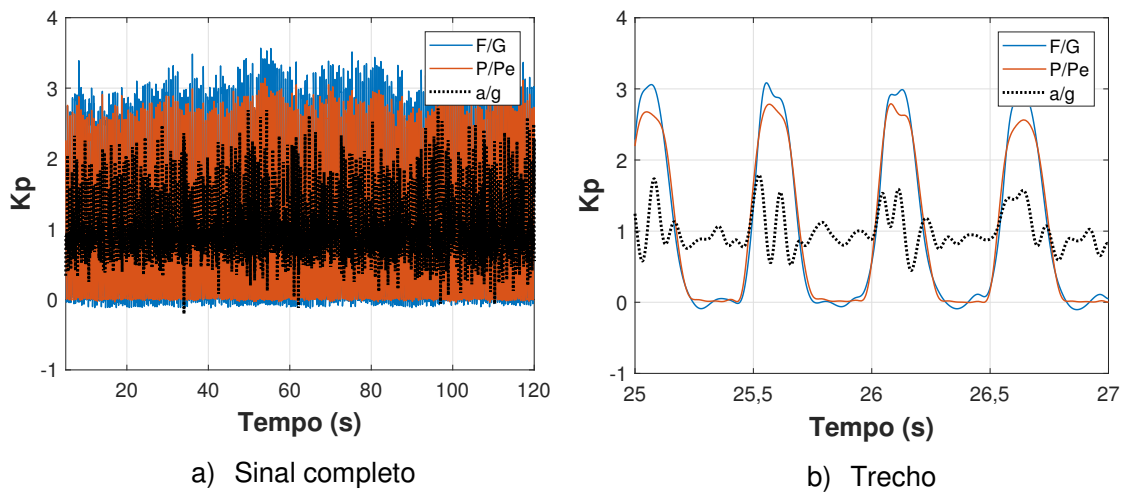 4
3
2
1
0
-1
Kp
20
40
60
80
100
120
Tempo (s)
F/G
P/Pe
a/g
a) Sinal completo
4
3
2
1
0
-1
Kp
25
25,5
26
26,5
27
Tempo (s)
F/G
P/Pe
a/g
b) Trecho